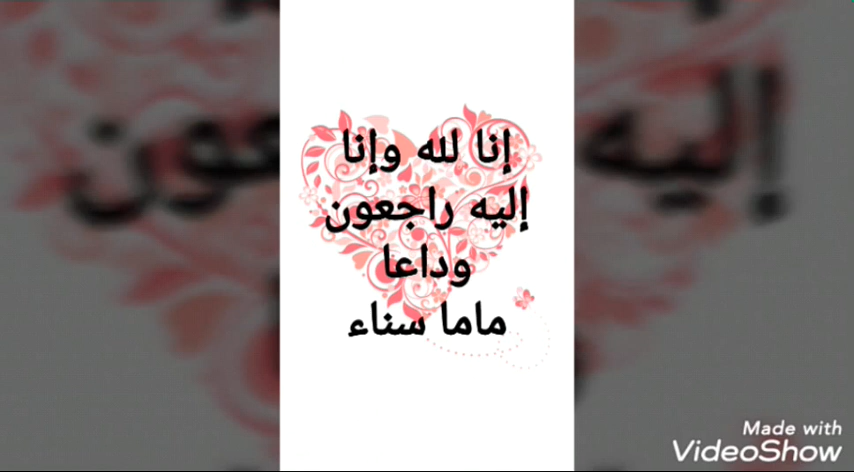 إنا لله وإنا
إليه راجعون
وداعا
ماما سناء
Made with
VideoShow